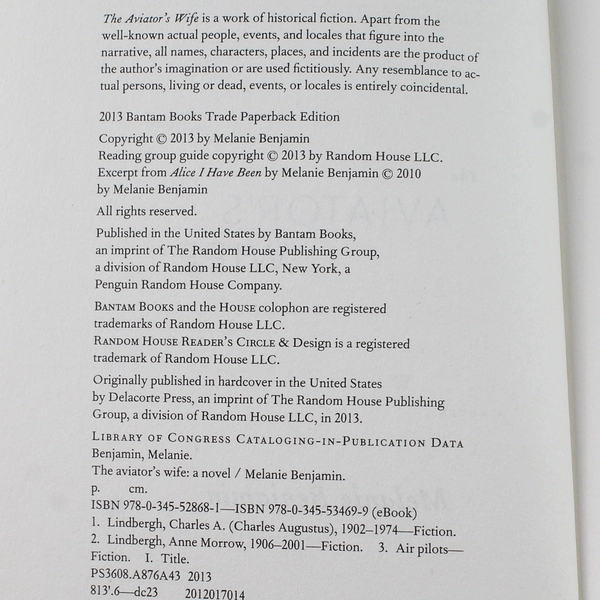 The Aviator's Wife is a work of historical fiction. Apart from the
well-known actual people, events, and locales that figure into the
narrative, all names, characters, places, and incidents are the product of
the author's imagination or are used fictitiously. Any resemblance to ac-
tual persons, living or dead, events, or locales is entirely coincidental.
2013 Bantam Books Trade Paperback Edition
Copyright © 2013 by Melanie Benjamin
Reading group guide copyright © 2013 by Random House LLC.
Excerpt from Alice I Have Been by Melanie Benjamin © 2010
by Melanie Benjamin
All rights reserved.
Published in the United States by Bantam Books,
an imprint of The Random House Publishing Group,
a division of Random House LLC, New York, a
Penguin Random House Company.
BANTAM BOOKS and the HOUSE colophon are registered
trademarks of Random House LLC.
RANDOM HOUSE READER'S CIRCLE & Design is a registered
trademark of Random House LLC.
Originally published in hardcover in the United States
by Delacorte Press, an imprint of The Random House Publishing
Group, a division of Random House LLC, in 2013.
LIBRARY OF CONGRESS CATALOGING-IN-PUBLICATION DATA
Benjamin, Melanie.
The aviator's wife: a novel / Melanie Benjamin.
p. cm.
ISBN 978-0-345-52868-1—ISBN 978-0-345-53469-9 (eBook)
1. Lindbergh, Charles A. (Charles Augustus), 1902–1974—Fiction.
2. Lindbergh, Anne Morrow, 1906–2001—Fiction. 3. Air pilots—
Fiction. I. Title.
PS3608.A876A43 2013
813'.6—dc23 2012017014